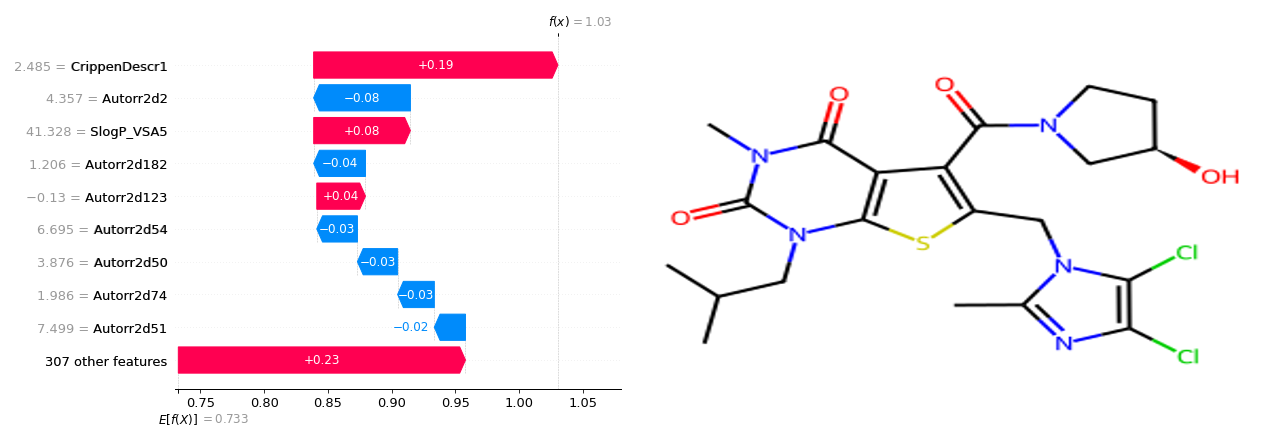 f(x) = 1.03
2.485 = CrippenDescr1
+0.19
4.357 = Autorr2d2
−0.08
41.328 = SlogP_VSA5
+0.08
1.206 = Autorr2d182
−0.04
−0.13 = Autorr2d123
+0.04
6.695 = Autorr2d54
−0.03
3.876 = Autorr2d50
−0.03
1.986 = Autorr2d74
−0.03
7.499 = Autorr2d51
−0.02
307 other features
+0.23
0.75 0.80 0.85 0.90 0.95 1.00 1.05
E[f(X)] = 0.733
O
O
N
N
OH
O
N
S
N
Cl
N
Cl